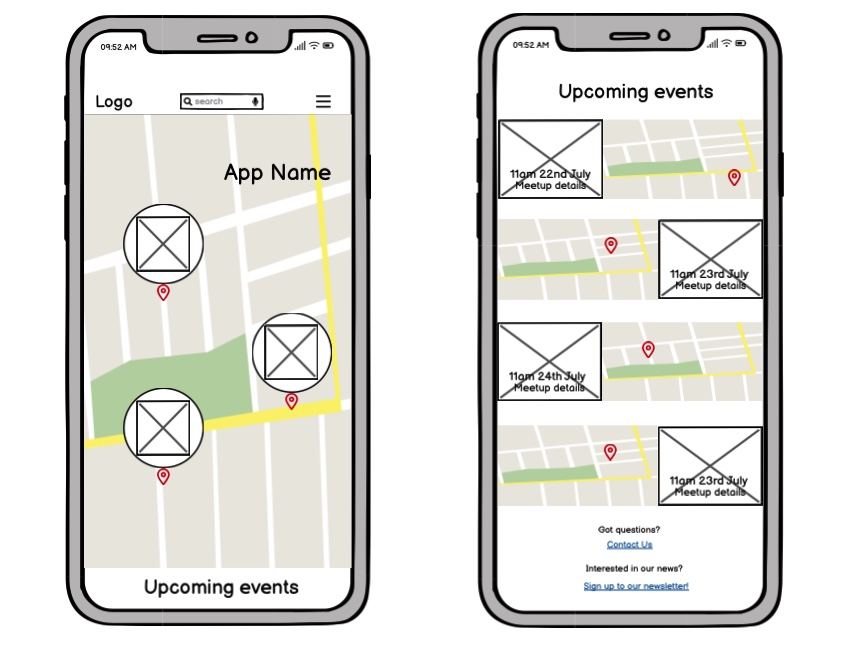 09:52 AM
Logo
search
App Name
Upcoming events
09:52 AM
Upcoming events
11am 22nd July
Meetup details
11am 23rd July
Meetup details
11am 24th July
Meetup details
11am 23rd July
Meetup details
Got questions?
Contact Us
Interested in our news?
Sign up to our newsletter!